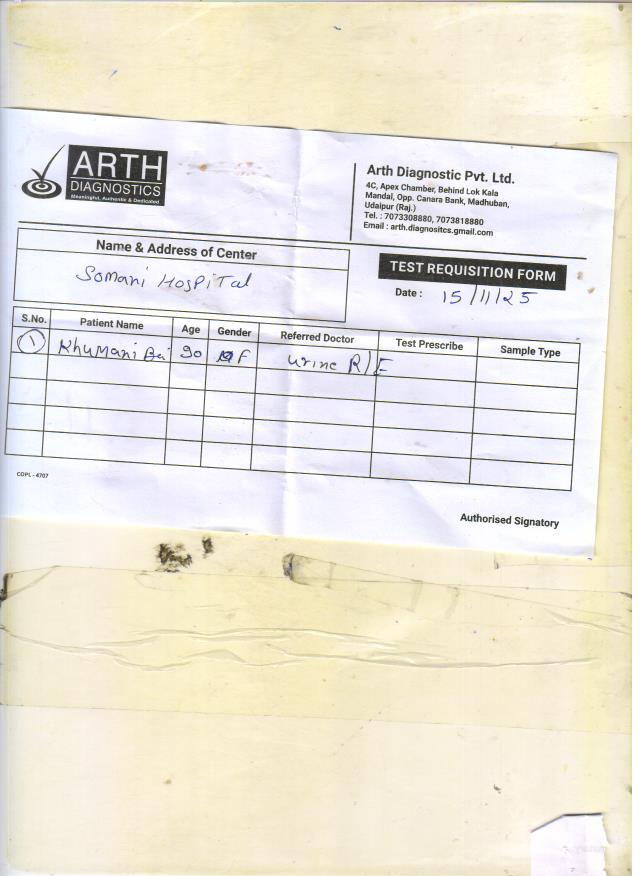 ARTH
DIAGNOSTICS
Meaningful, Authentic & Dedicated
Arth Diagnostic Pvt. Ltd.
4C, Apex Chamber, Behind Lok Kala
Mandal, Opp. Canara Bank, Madhuban,
Udaipur (Raj.)
Tel. : 7073308880, 7073818880
Email : arth.diagnositcs.gmail.com
Name & Address of Center
Somani Hospital
TEST REQUISITION FORM
Date : 15/11/25
S.No. Patient Name Age Gender Referred Doctor Test Prescribe Sample Type
1 Khumani Bai 90 F Urine R/E
COPL - 4707
Authorised Signatory